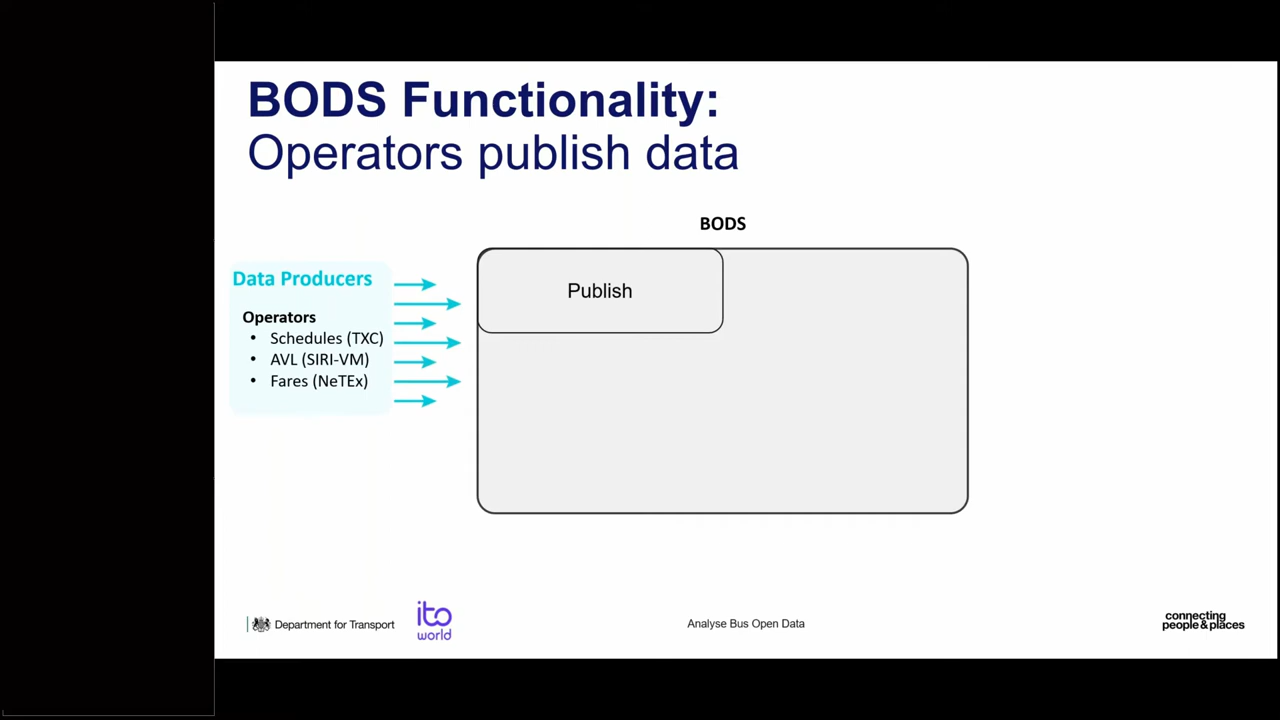 BODS Functionality:
Operators publish data
BODS
Data Producers
Operators
• Schedules (TXC)
• AVL (SIRI-VM)
• Fares (NeTEx)
Publish
Department for Transport
ito
world
Analyse Bus Open Data
connecting
people & places